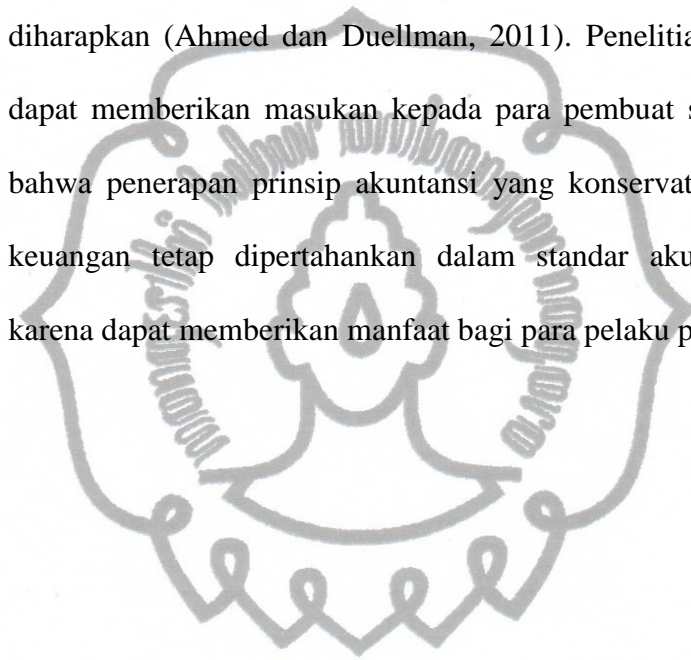 diharapkan (Ahmed dan Duellman, 2011). Penelitia
dapat memberikan masukan kepada para pembuat s
bahwa penerapan prinsip akuntansi yang konservat
keuangan tetap dipertahankan dalam standar aku
karena dapat memberikan manfaat bagi para pelaku p